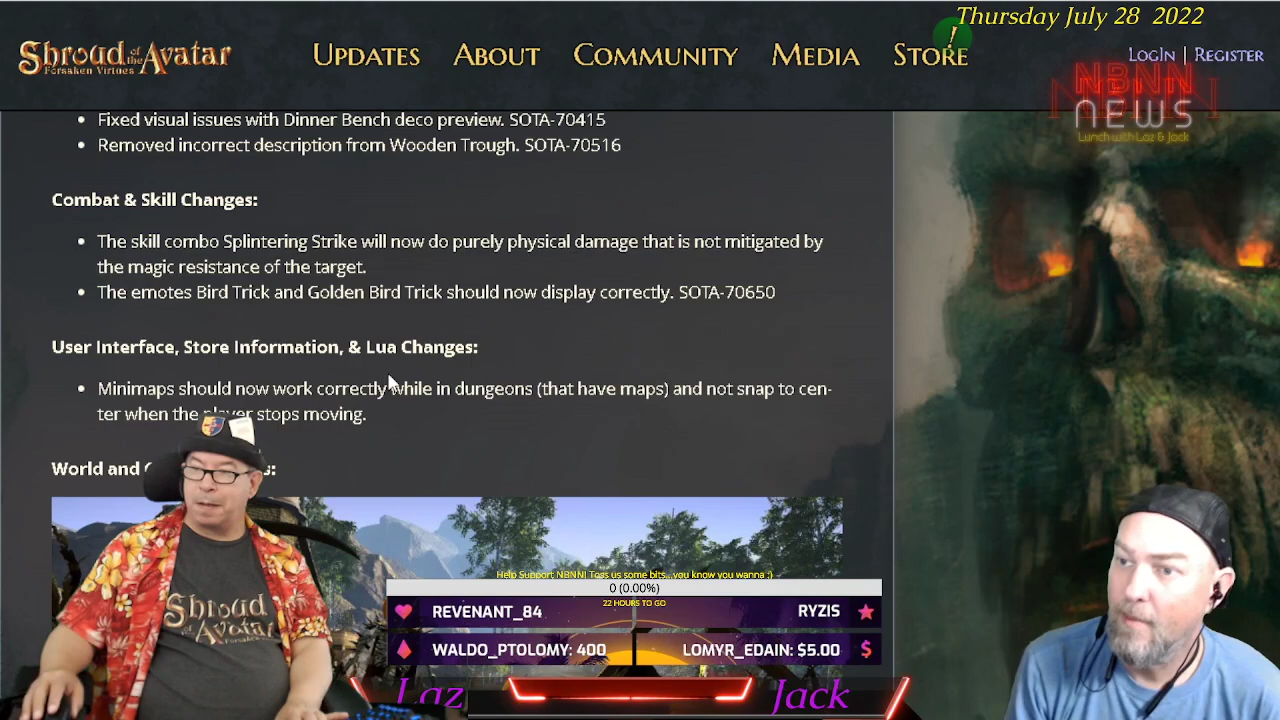 Thursday July 28 2022
Shroud of the Avatar
Forsaken Virtues
Updates About Community Media Store
!
LogIn | Register
NBNN
NEWS
Lunch with Laz & Jack
• Fixed visual issues with Dinner Bench deco preview. SOTA-70415
• Removed incorrect description from Wooden Trough. SOTA-70516
Combat & Skill Changes:
• The skill combo Splintering Strike will now do purely physical damage that is not mitigated by
the magic resistance of the target.
• The emotes Bird Trick and Golden Bird Trick should now display correctly. SOTA-70650
User Interface, Store Information, & Lua Changes:
• Minimaps should now work correctly while in dungeons (that have maps) and not snap to cen-
ter when the player stops moving.
World and
Shroud
of the Avatar
Help Support NBNN! Toss us some bits...you know you wanna :)
0 (0.00%)
22 HOURS TO GO
REVENANT_84 RYZIS
WALDO_PTOLOMY: 400 LOMYR_EDAIN: $5.00 $
Laz Jack